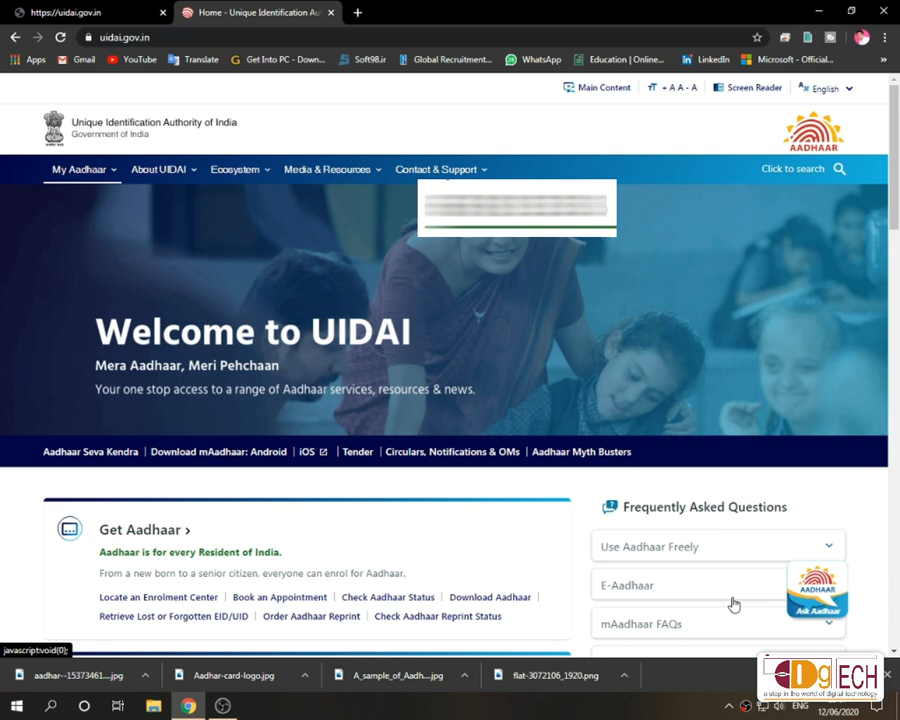 https://uidai.gov.in
Home - Unique Identification Au
uidai.gov.in
Apps Gmail YouTube Translate Get Into PC - Down... Soft98.ir Global Recruitment... WhatsApp Education | Online... LinkedIn Microsoft - Official... »
Main Content | TT + A A - A | Screen Reader | English
Unique Identification Authority of India
Government of India
AADHAAR
My Aadhaar About UIDAI Ecosystem Media & Resources Contact & Support Click to search
Welcome to UIDAI
Mera Aadhaar, Meri Pehchaan
Your one stop access to a range of Aadhaar services, resources & news.
Aadhaar Seva Kendra | Download mAadhaar: Android | iOS | Tender | Circulars, Notifications & OMs | Aadhaar Myth Busters
Get Aadhaar ›
Aadhaar is for every Resident of India.
From a new born to a senior citizen, everyone can enrol for Aadhaar.
Locate an Enrolment Center | Book an Appointment | Check Aadhaar Status | Download Aadhaar |
Retrieve Lost or Forgotten EID/UID | Order Aadhaar Reprint | Check Aadhaar Reprint Status
Frequently Asked Questions
Use Aadhaar Freely
E-Aadhaar
mAadhaar FAQs
AADHAAR
Ask Aadhaar
javascript:void(0);
aadhar--15373461....jpg Aadhar-card-logo.jpg A_sample_of_Aadh....jpg flat-3072106_1920.png
DgTECH
a step in the world of digital technology
ENG
12/06/2020